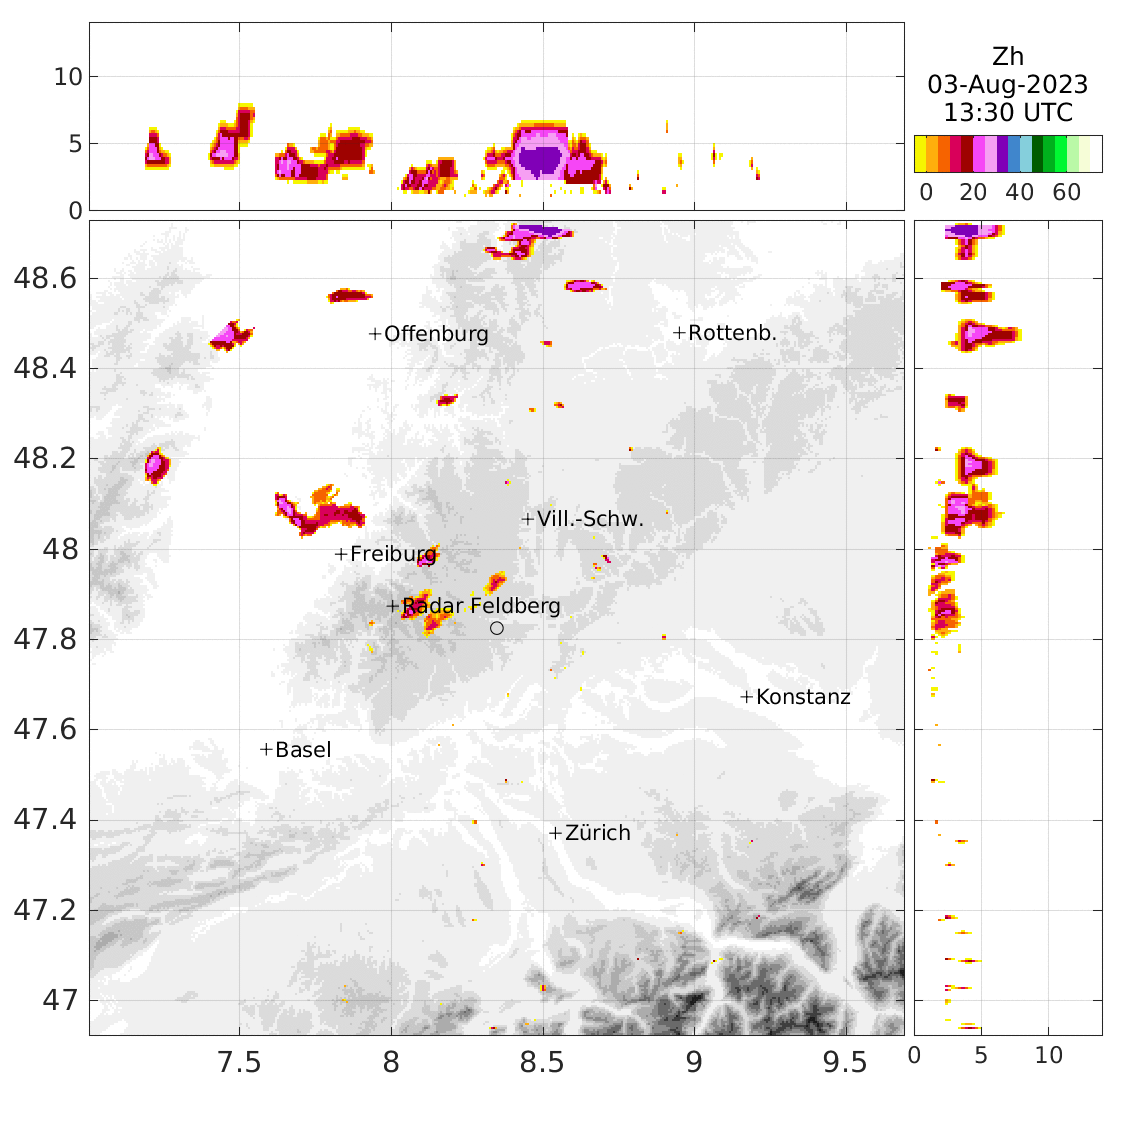 10
5
0
Zh
03-Aug-2023
13:30 UTC
0 20 40 60
48.6
48.4
48.2
48
47.8
47.6
47.4
47.2
47
+Offenburg
+Rottenb.
+Vill.-Schw.
+Freiburg
+Radar Feldberg
+Konstanz
+Basel
+Zürich
7.5 8 8.5 9 9.5
0 5 10